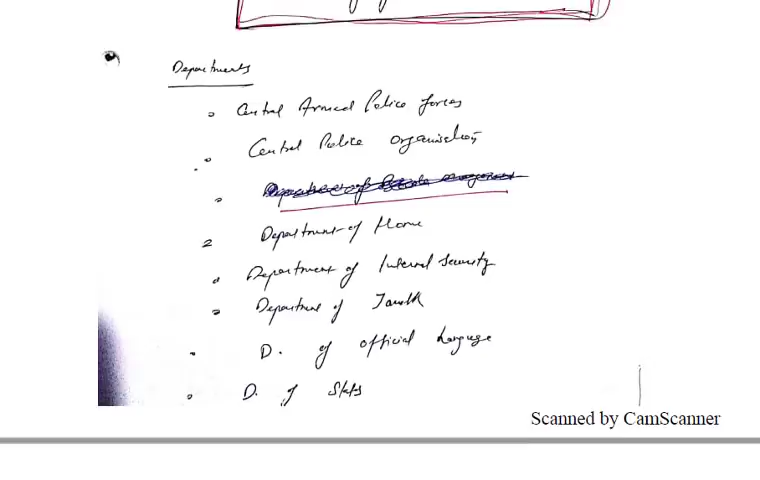 Departments
Central Armed Police forces
Central Police Organisation
Department of Home
Department of Internal Security
Department of J and K
D. of official Language
D. of States
Scanned by CamScanner